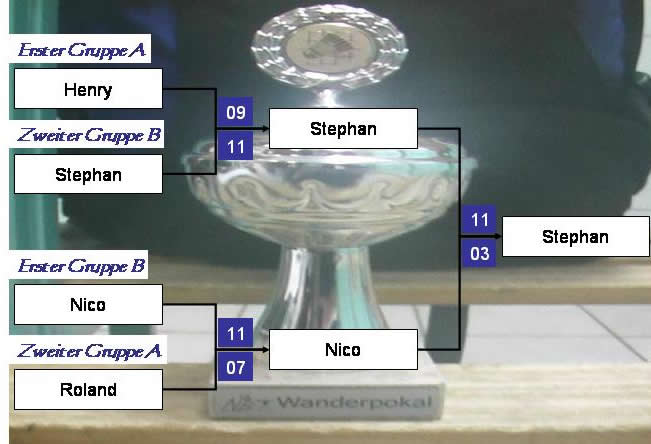 Erster Gruppe A
Henry
09
Stephan
Zweiter Gruppe B
11
Stephan
11
Stephan
03
Erster Gruppe B
Nico
11
Nico
Zweiter Gruppe A
07
Roland
Wanderpokal